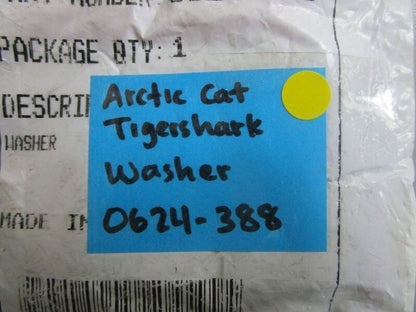 PACKAGE QTY: 1
DESCRI
WASHER
MADE IN
Arctic Cat
Tigershark
Washer
0624-388